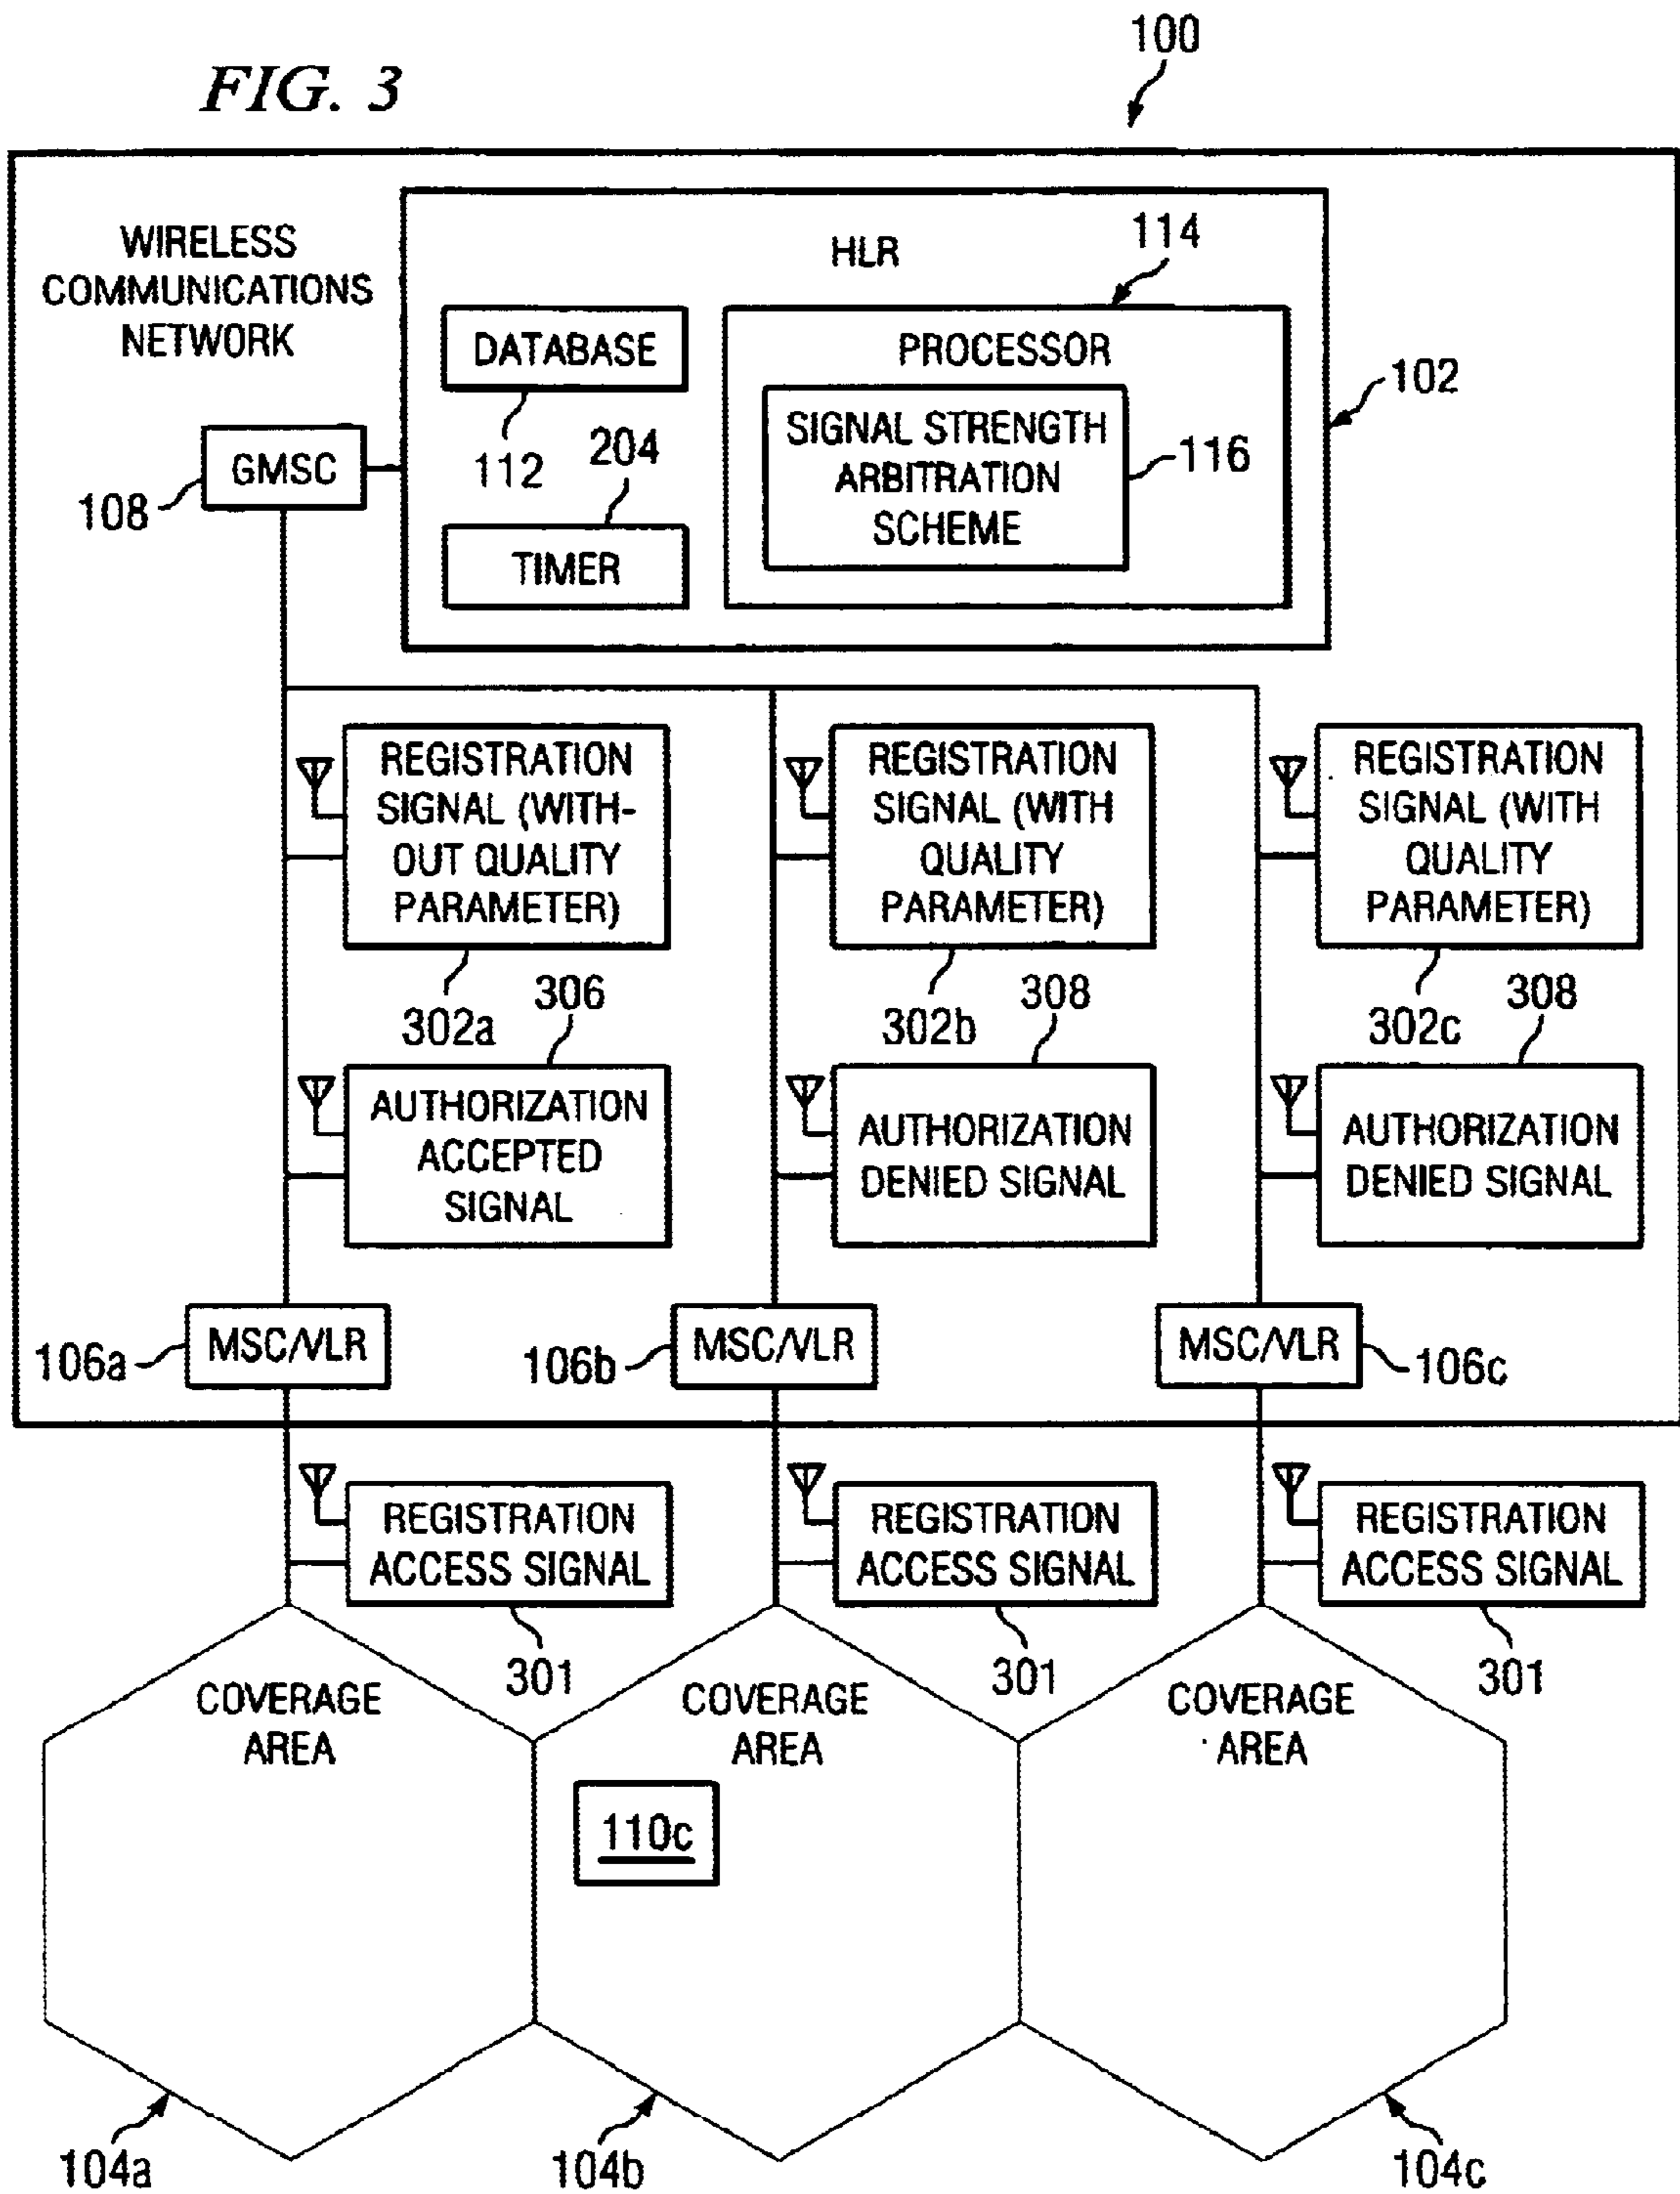 FIG. 3
100
WIRELESS
COMMUNICATIONS
NETWORK
HLR
114
DATABASE
PROCESSOR
102
SIGNAL STRENGTH
ARBITRATION
SCHEME
116
112
204
GMSC
108
TIMER
REGISTRATION
SIGNAL (WITH-
OUT QUALITY
PARAMETER)
REGISTRATION
SIGNAL (WITH
QUALITY
PARAMETER)
REGISTRATION
SIGNAL (WITH
QUALITY
PARAMETER)
302a
306
302b
308
302c
308
AUTHORIZATION
ACCEPTED
SIGNAL
AUTHORIZATION
DENIED SIGNAL
AUTHORIZATION
DENIED SIGNAL
106a
MSC/VLR
106b
MSC/VLR
MSC/VLR
106c
REGISTRATION
ACCESS SIGNAL
REGISTRATION
ACCESS SIGNAL
REGISTRATION
ACCESS SIGNAL
301
301
301
COVERAGE
AREA
COVERAGE
AREA
COVERAGE
AREA
110c
104a
104b
104c